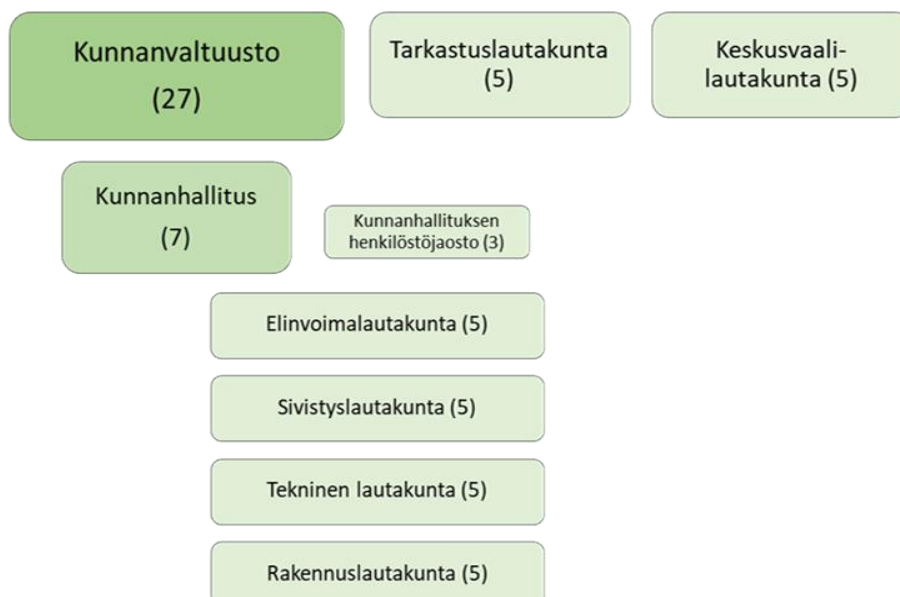 Kunnanvaltuusto
(27)
Tarkastuslautakunta
(5)
Keskusvaali-
lautakunta (5)
Kunnanhallitus
(7)
Kunnanhallituksen
henkilöstöjaosto (3)
Elinvoimalautakunta (5)
Sivistyslautakunta (5)
Tekninen lautakunta (5)
Rakennuslautakunta (5)